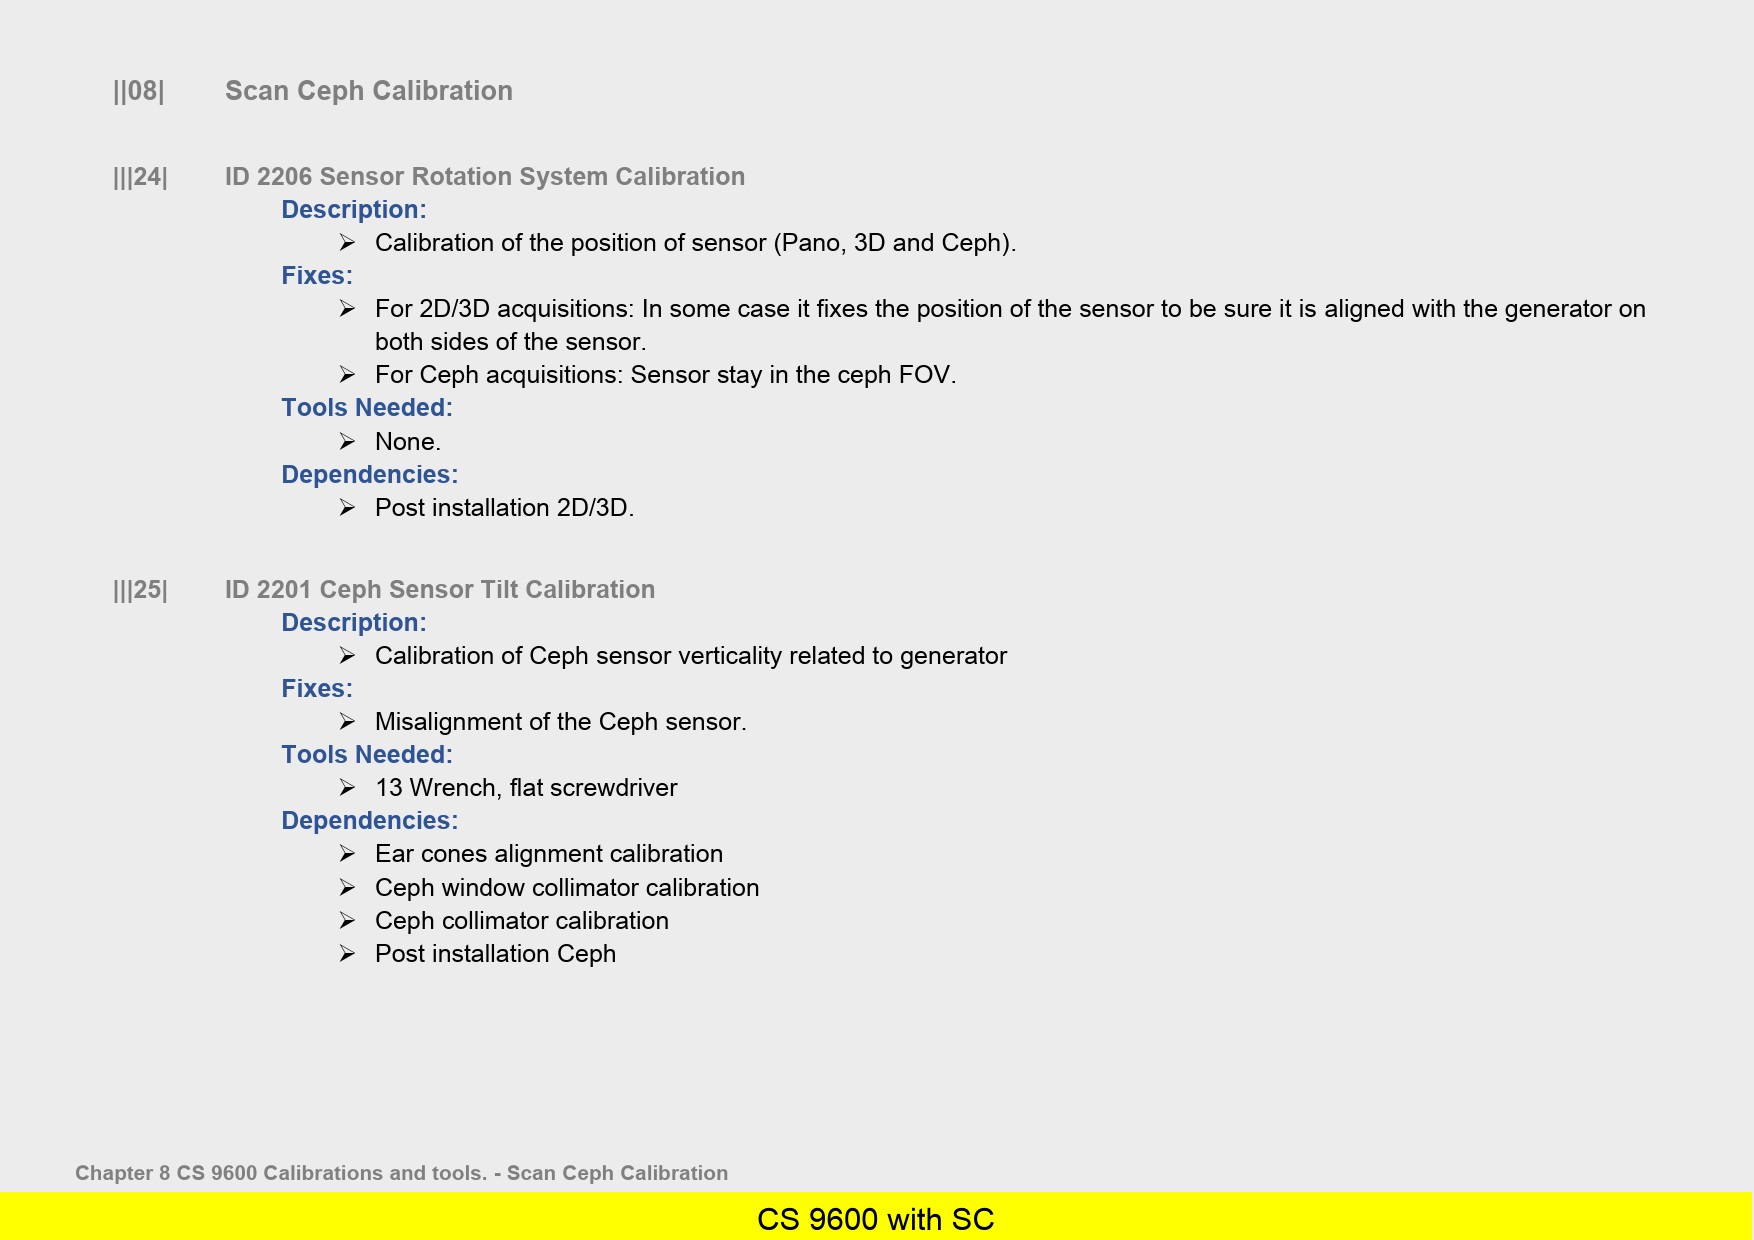 ||08| Scan Ceph Calibration
|||24| ID 2206 Sensor Rotation System Calibration
Description:
➢ Calibration of the position of sensor (Pano, 3D and Ceph).
Fixes:
➢ For 2D/3D acquisitions: In some case it fixes the position of the sensor to be sure it is aligned with the generator on
both sides of the sensor.
➢ For Ceph acquisitions: Sensor stay in the ceph FOV.
Tools Needed:
➢ None.
Dependencies:
➢ Post installation 2D/3D.
|||25| ID 2201 Ceph Sensor Tilt Calibration
Description:
➢ Calibration of Ceph sensor verticality related to generator
Fixes:
➢ Misalignment of the Ceph sensor.
Tools Needed:
➢ 13 Wrench, flat screwdriver
Dependencies:
➢ Ear cones alignment calibration
➢ Ceph window collimator calibration
➢ Ceph collimator calibration
➢ Post installation Ceph
Chapter 8 CS 9600 Calibrations and tools. - Scan Ceph Calibration
CS 9600 with SC